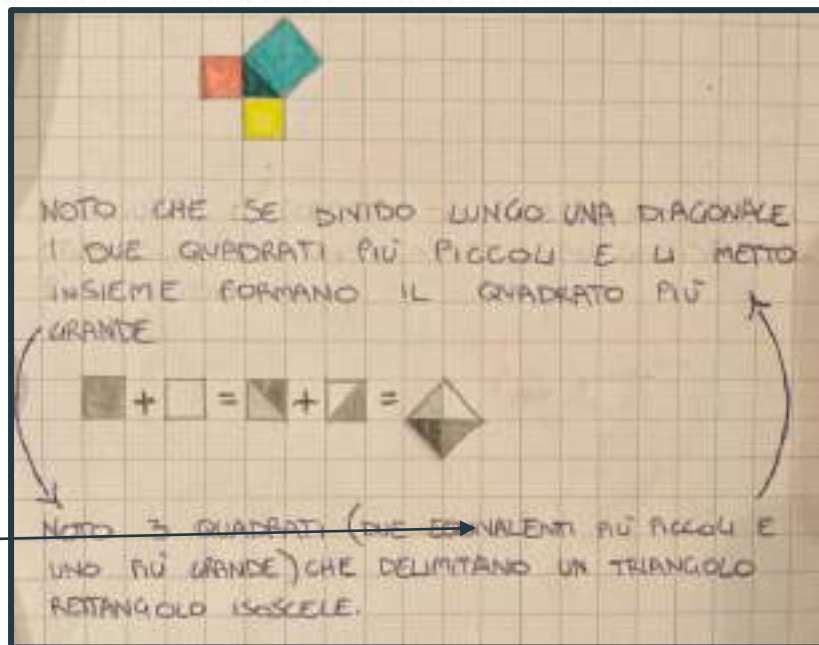 NOTO CHE SE DIVIDO LUNGO UNA DIAGONALE
I DUE QUADRATI PIÙ PICCOLI E LI METTO
INSIEME FORMANO IL QUADRATO PIÙ
GRANDE
+ = + =
NOTO 3 QUADRATI (DUE EQUIVALENTI PIÙ PICCOLI E
UNO PIÙ GRANDE) CHE DELIMITANO UN TRIANGOLO
RETTANGOLO ISOSCELE.